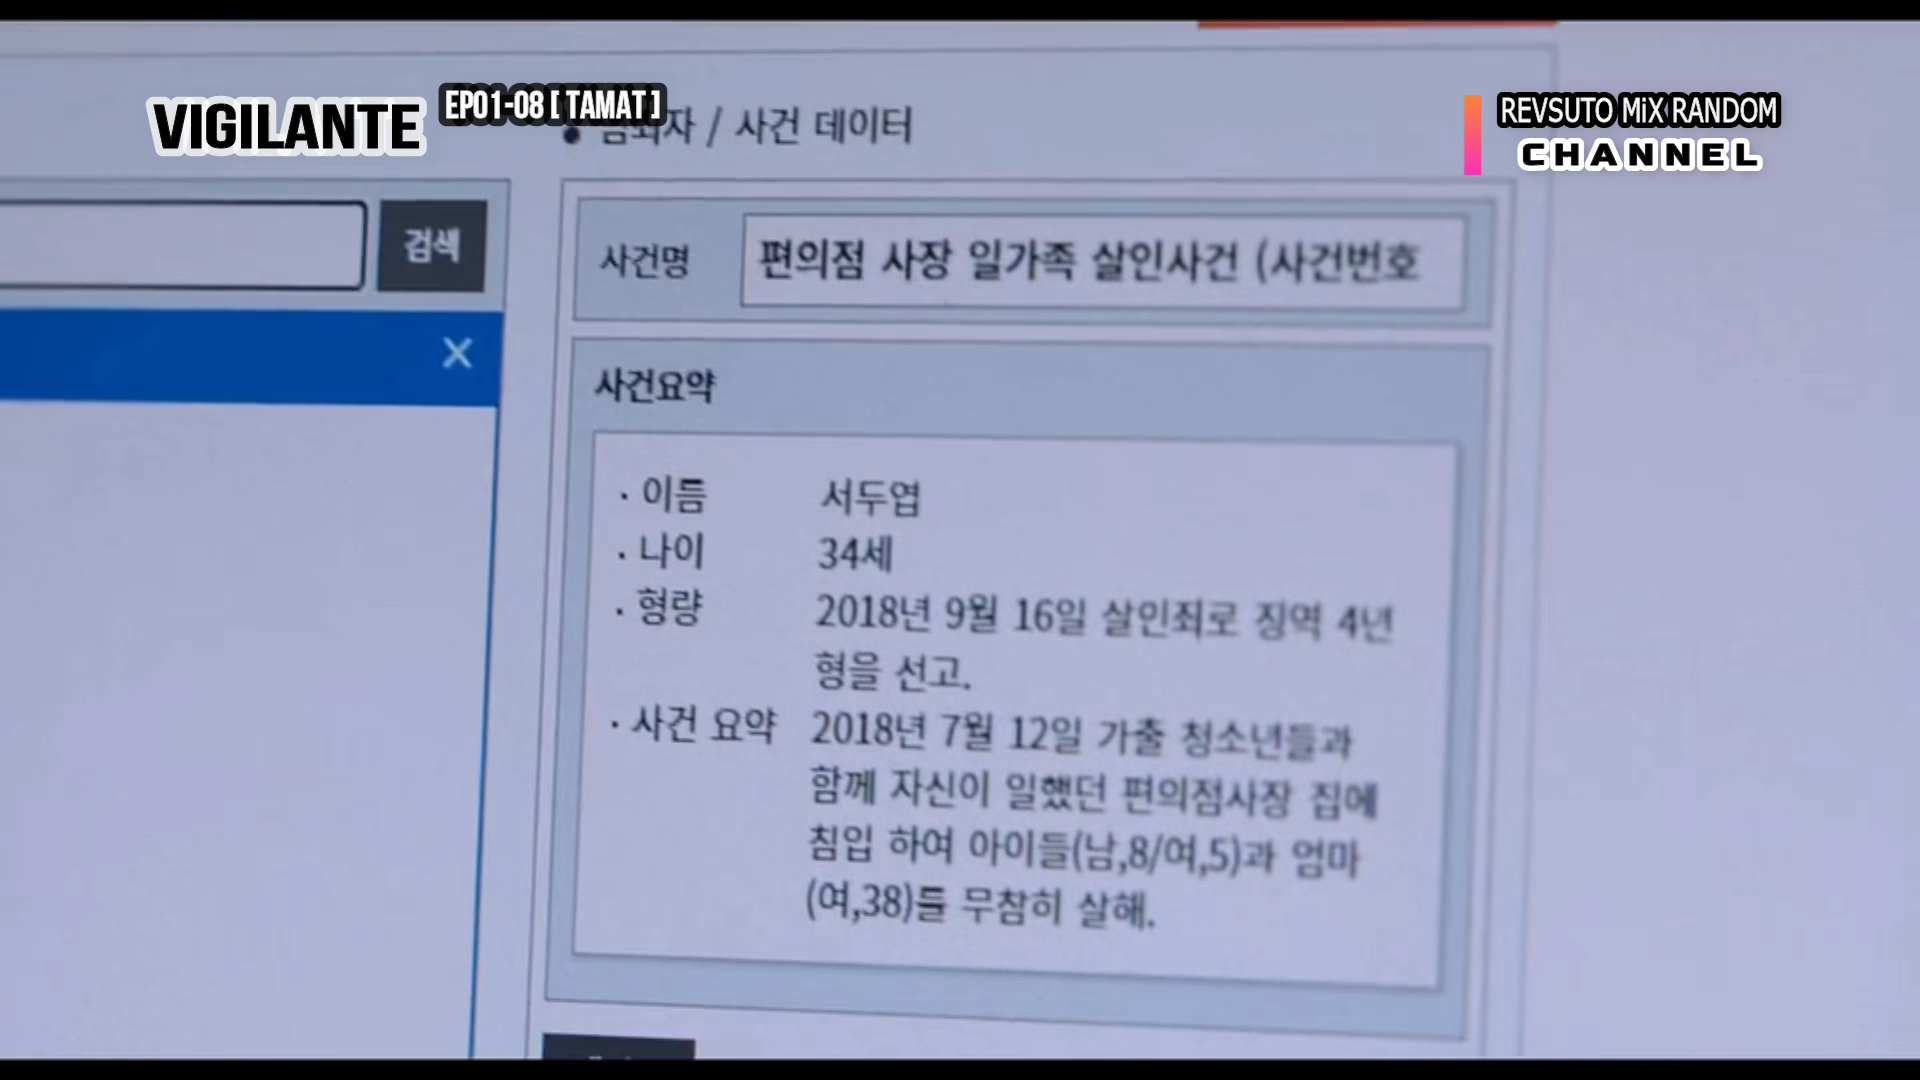 VIGILANTE
EP01-08 [ TAMAT ]
REVSUTO MiX RANDOM
CHANNEL
• 범죄자 / 사건 데이터
검색
사건명
편의점 사장 일가족 살인사건 (사건번호
X
사건요약
· 이름 서두엽
· 나이 34세
· 형량 2018년 9월 16일 살인죄로 징역 4년
형을 선고.
· 사건 요약 2018년 7월 12일 가출 청소년들과
함께 자신이 일했던 편의점사장 집에
침입 하여 아이들(남,8/여,5)과 엄마
(여,38)를 무참히 살해.